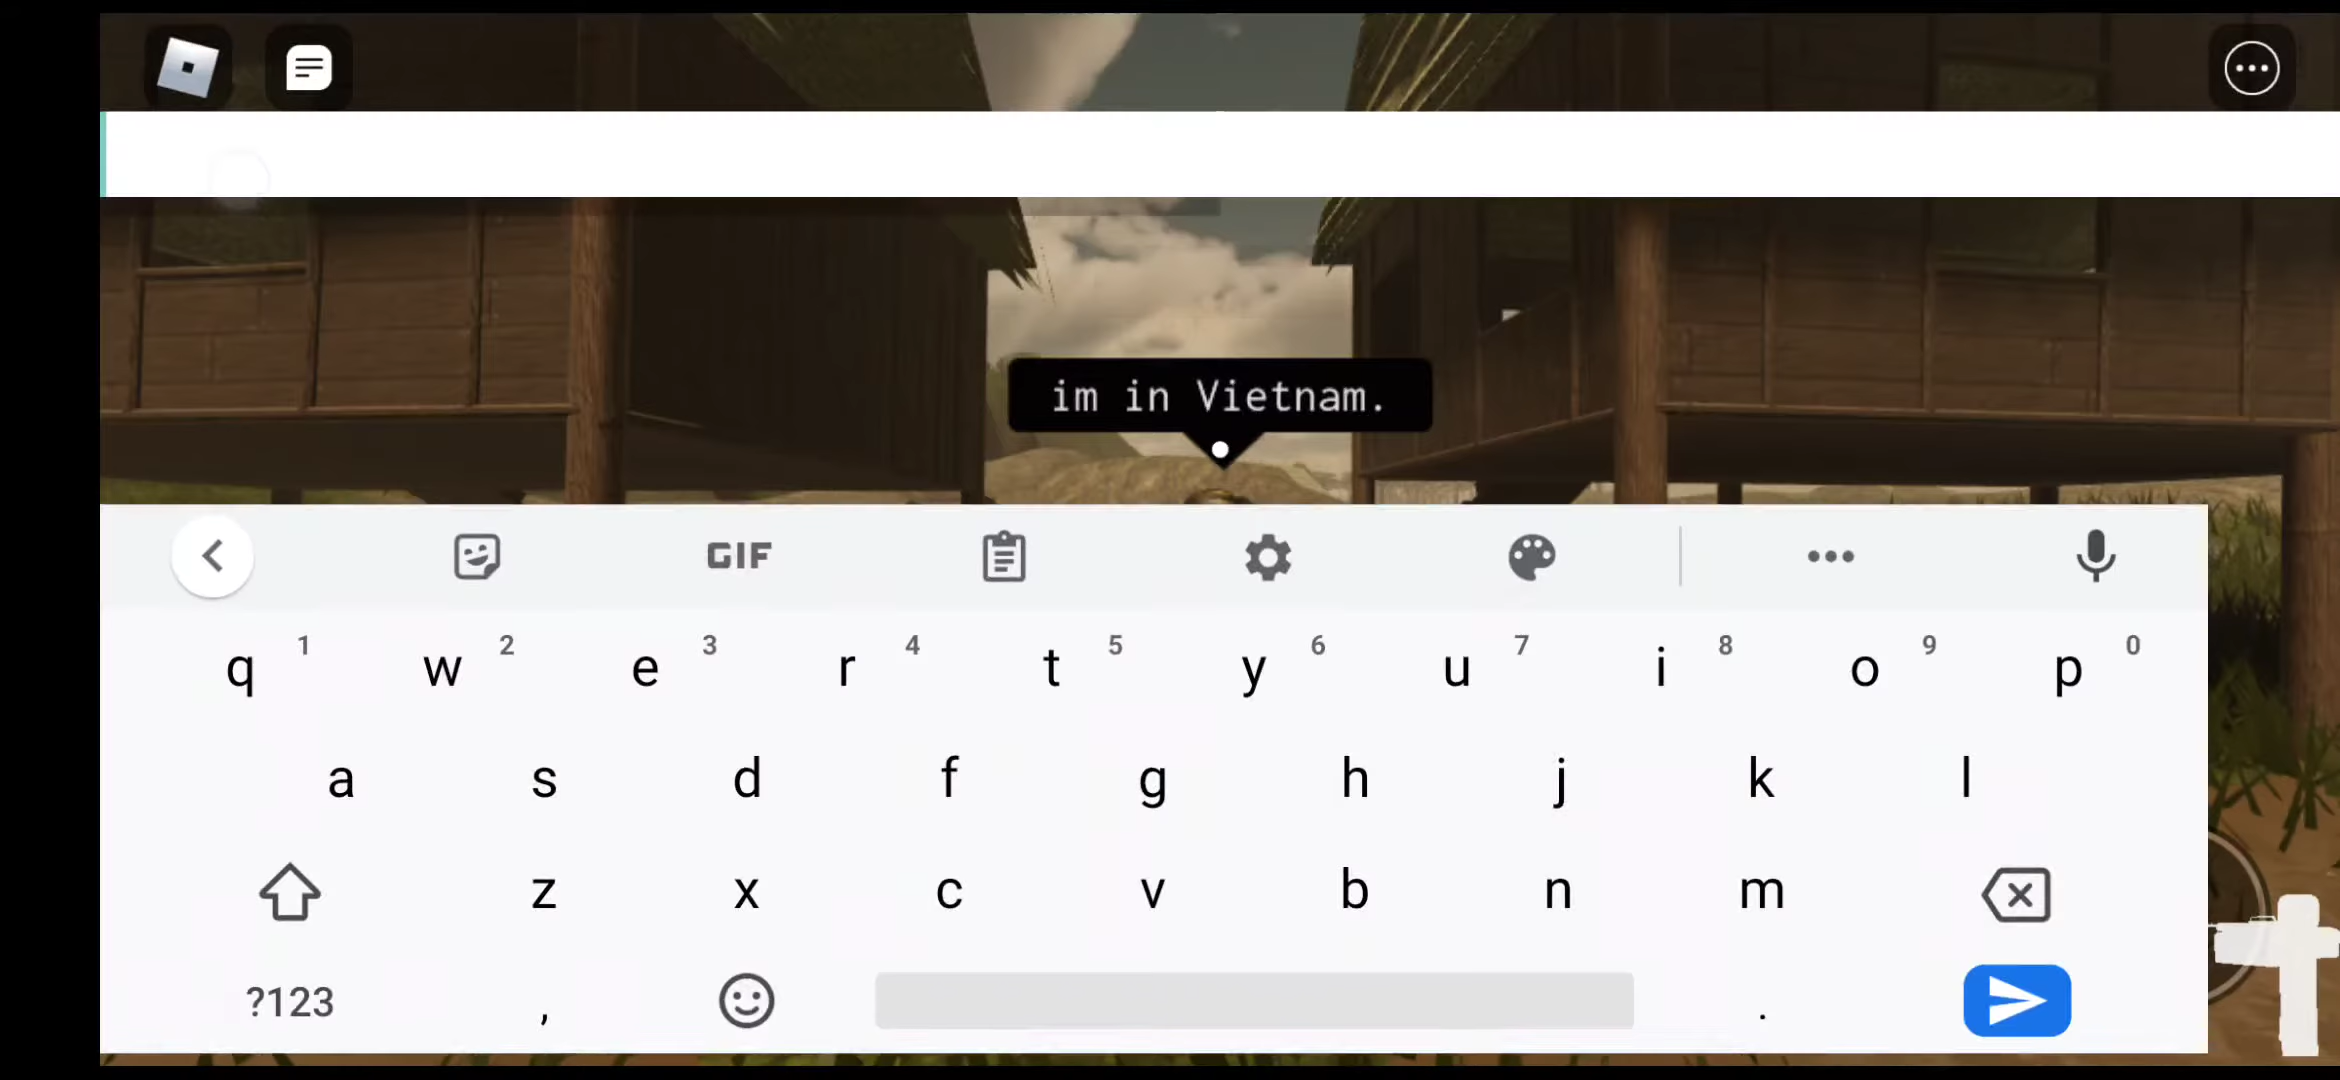 im in Vietnam.
GIF
q 1 w 2 e 3 r 4 t 5 y 6 u 7 i 8 o 9 p 0
a s d f g h j k l
z x c v b n m
?123 , .